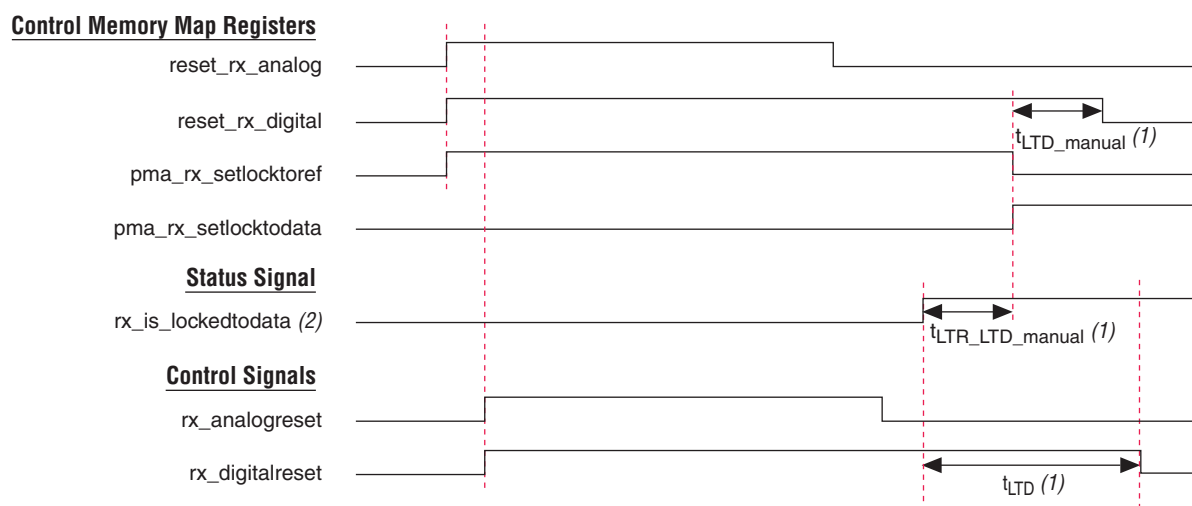 Control Memory Map Registers
reset_rx_analog
reset_rx_digital
tLTD_manual (1)
pma_rx_setlocktoref
pma_rx_setlocktodata
Status Signal
rx_is_lockedtodata (2)
tLTR_LTD_manual (1)
Control Signals
rx_analogreset
rx_digitalreset
tLTD (1)